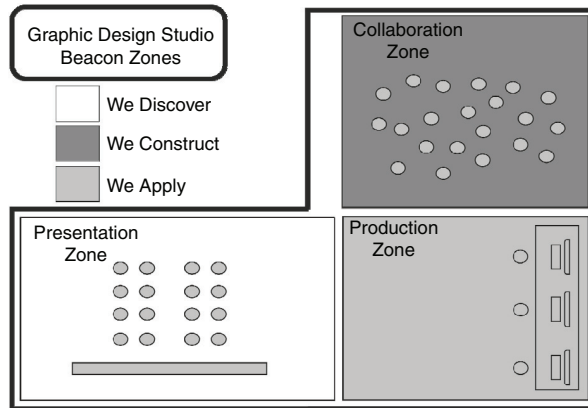 Graphic Design Studio
Beacon Zones
We Discover
We Construct
We Apply
Collaboration
Zone
Presentation
Zone
Production
Zone